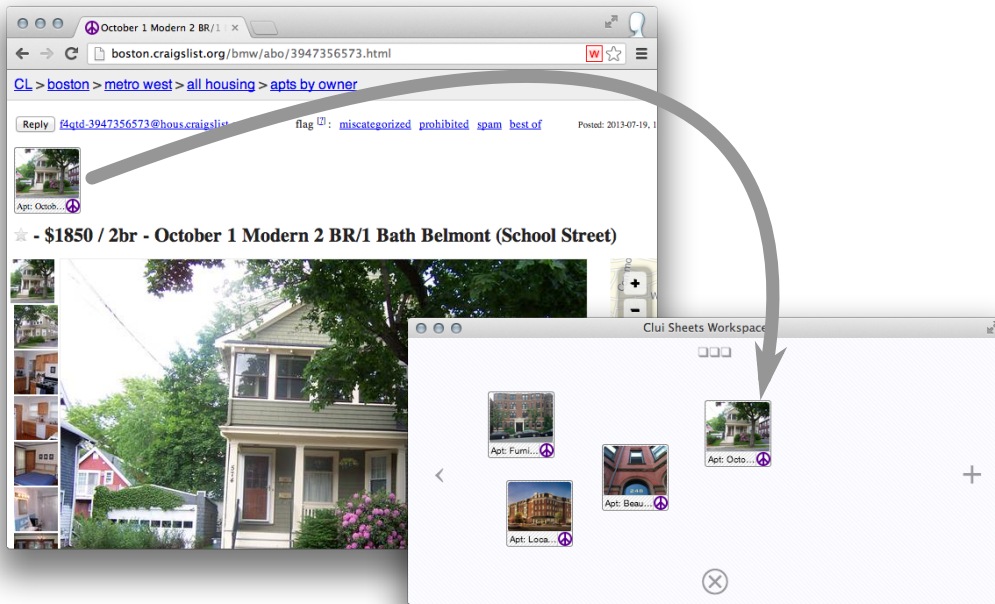 October 1 Modern 2 BR/1
boston.craigslist.org/bmw/abo/3947356573.html
W
CL > boston > metro west > all housing > apts by owner
Reply f4qtd-3947356573@hous.craigslist flag [?] : miscategorized prohibited spam best of Posted: 2013-07-19, 1
Apt: Octob...
- $1850 / 2br - October 1 Modern 2 BR/1 Bath Belmont (School Street)
+
−
Clui Sheets Workspace
Apt: Furni...
Apt: Octo...
249
Apt: Beau...
Apt: Loca...